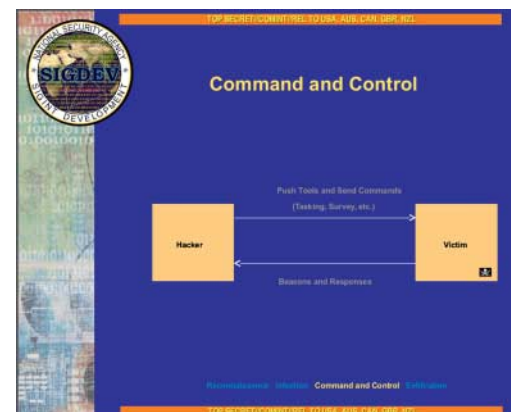 TOP SECRET//COMINT//REL TO USA, AUS, CAN, GBR, NZL
NATIONAL SECURITY AGENCY
SIGDEV
SIGINT DEVELOPMENT
Command and Control
Push Tools and Send Commands
(Tasking, Survey, etc.)
Hacker
Victim
Beacons and Responses
Reconnaissance Infection Command and Control Exfiltration
TOP SECRET//COMINT//REL TO USA, AUS, CAN, GBR, NZL